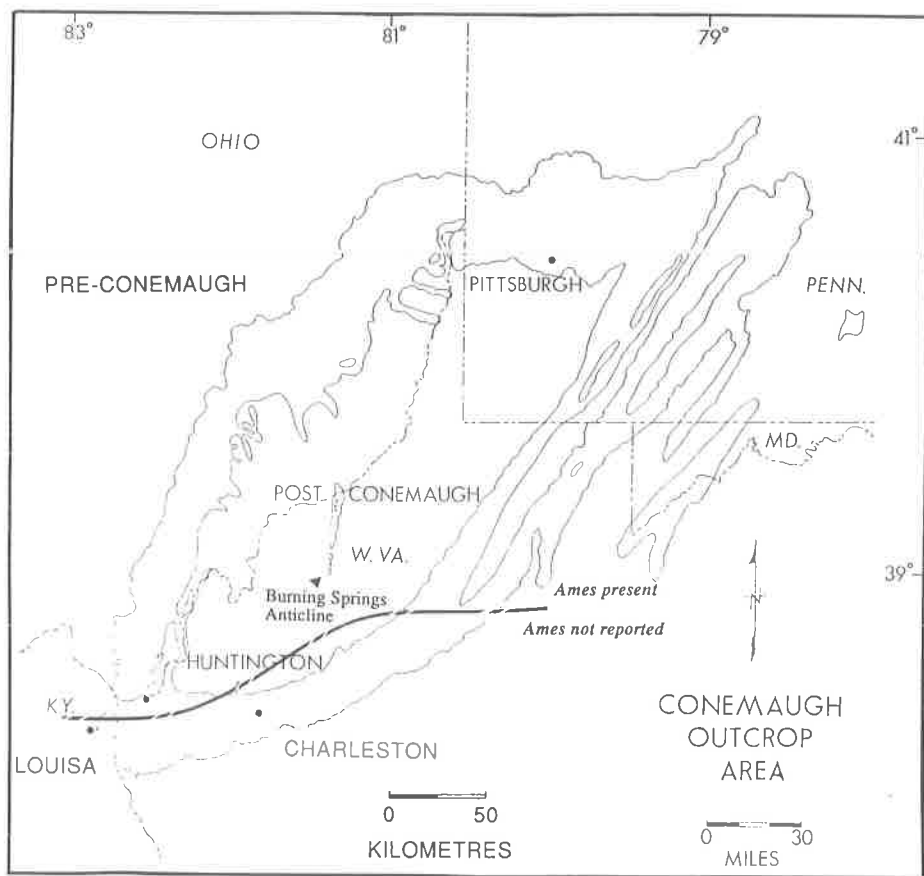 83°
81°
79°
OHIO
41°
PRE-CONEMAUGH
PITTSBURGH
PENN.
MD.
POST CONEMAUGH
W. VA.
Burning Springs
Anticline
Ames present
39°
N
Ames not reported
HUNTINGTON
KY.
LOUISA
CHARLESTON
CONEMAUGH
OUTCROP
AREA
0 50
KILOMETRES
0 30
MILES